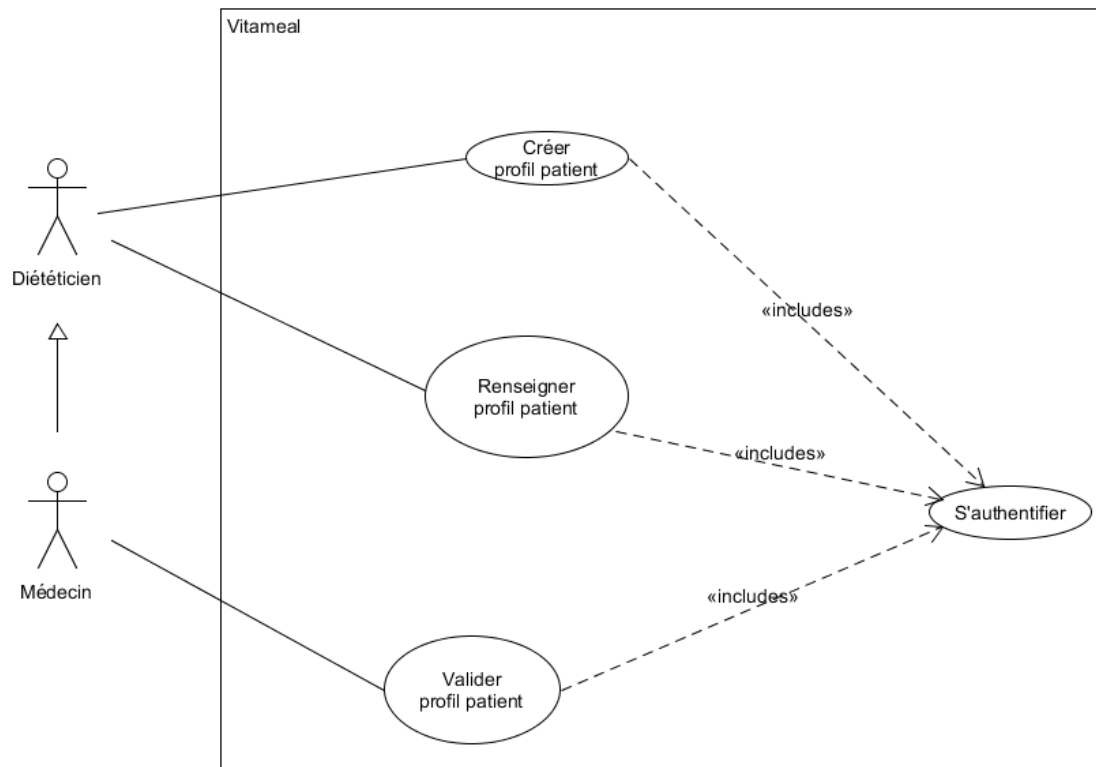 Vitameal
Créer
profil patient
Diététicien
«includes»
Renseigner
profil patient
«includes»
S'authentifier
Médecin
«includes»
Valider
profil patient